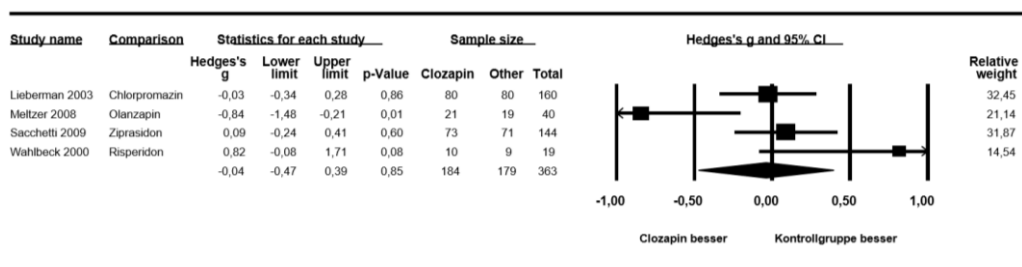 Study name Comparison Statistics for each study Sample size Hedges's g and 95% CI
Hedges's g Lower limit Upper limit p-Value Clozapin Other Total Relative weight
Lieberman 2003 Chlorpromazin -0,03 -0,34 0,28 0,86 80 80 160 32,45
Meltzer 2008 Olanzapin -0,84 -1,48 -0,21 0,01 21 19 40 21,14
Sacchetti 2009 Ziprasidon 0,09 -0,24 0,41 0,60 73 71 144 31,87
Wahlbeck 2000 Risperidon 0,82 -0,08 1,71 0,08 10 9 19 14,54
-0,04 -0,47 0,39 0,85 184 179 363
-1,00 -0,50 0,00 0,50 1,00
Clozapin besser Kontrollgruppe besser